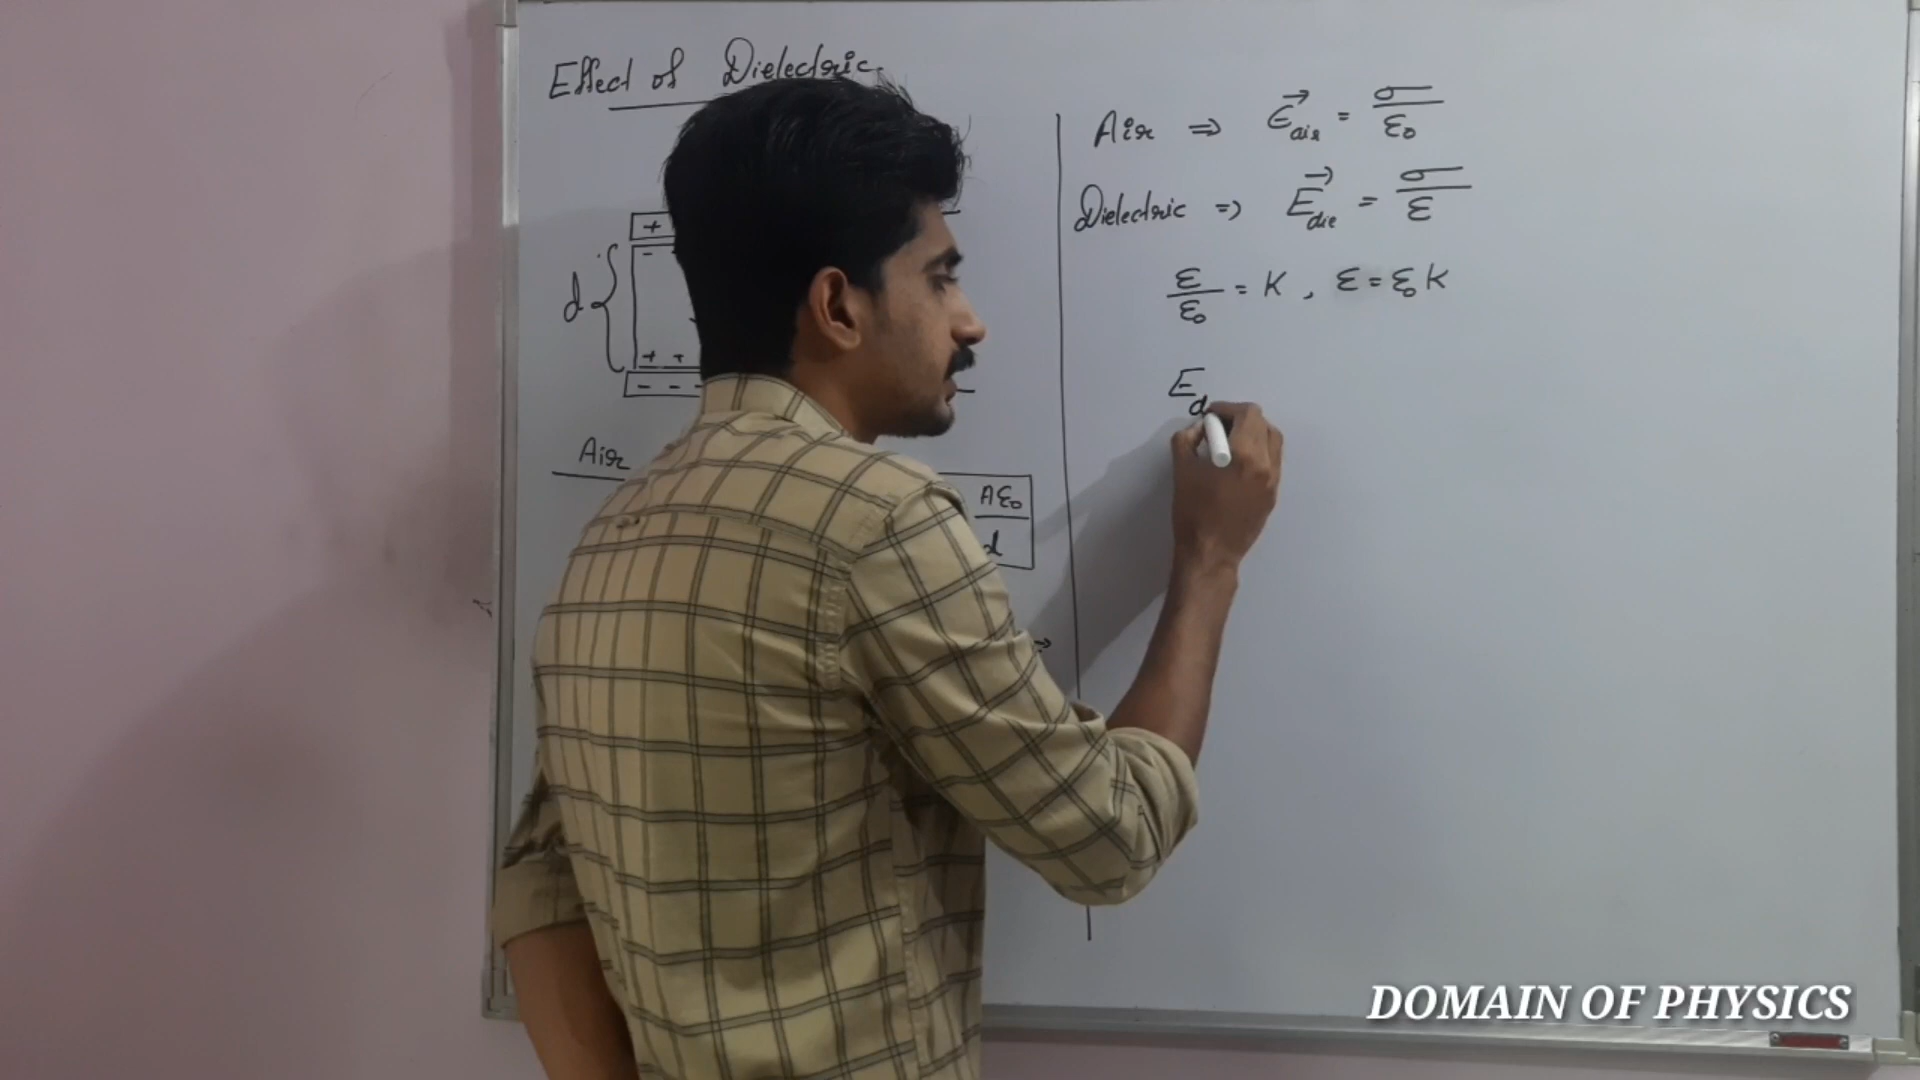 Effect of Dielectric
+
- -
d
+ +
- - -
Air
Aε₀
d
Air ⇒ E⃗air = σ/ε₀
Dielectric ⇒ E⃗die = σ/ε
ε/ε₀ = K , ε = ε₀K
Ed
DOMAIN OF PHYSICS